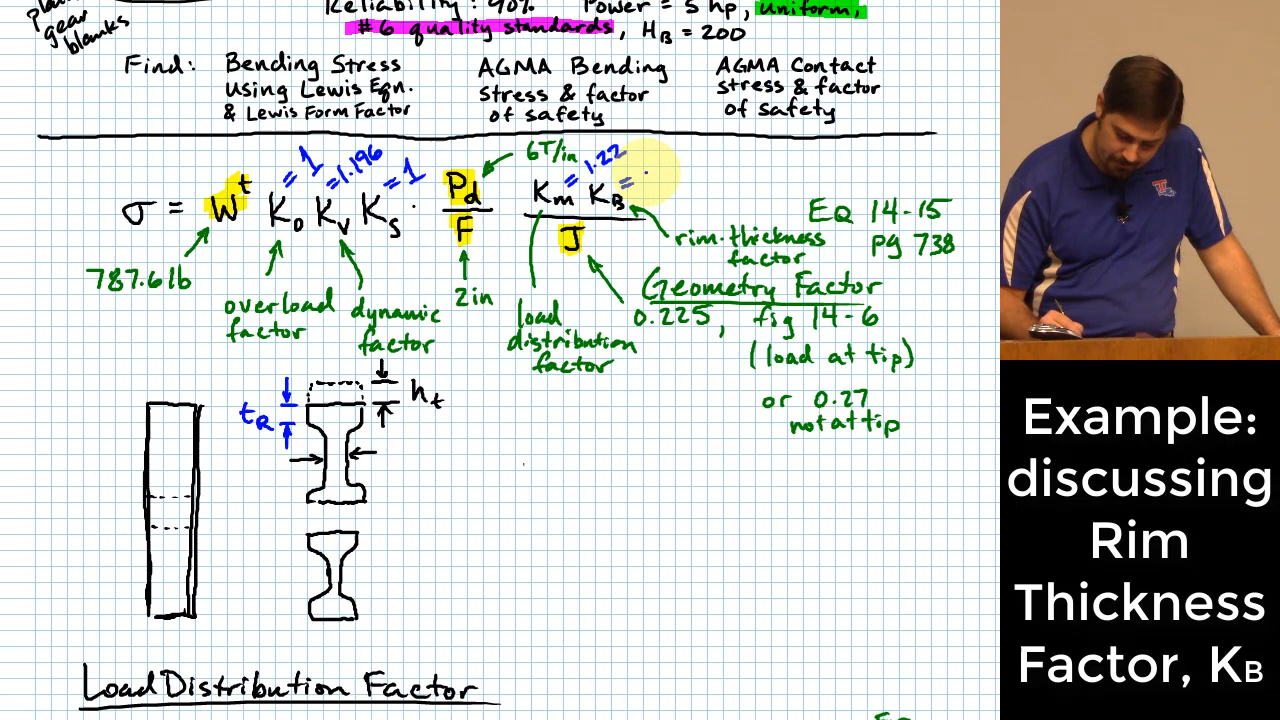 plain
gear
blanks
Reliability: 90% Power = 5 hp, uniform,
#6 quality standards, HB = 200
Find: Bending Stress using Lewis Eqn. & Lewis Form Factor
AGMA Bending stress & factor of safety
AGMA Contact stress & factor of safety
σ = W^t K_o K_v K_s · P_d/F K_m K_B/J
=1 =1.196 =1 6T/in =1.22 =
787.6 lb
overload factor
dynamic factor
2in
load distribution factor
rim-thickness factor
EQ 14-15
pg 738
Geometry Factor
0.225, fig 14-6
(load at tip)
or 0.27
not at tip
t_R
h_t
Load Distribution Factor
Example:
discussing
Rim
Thickness
Factor, KB